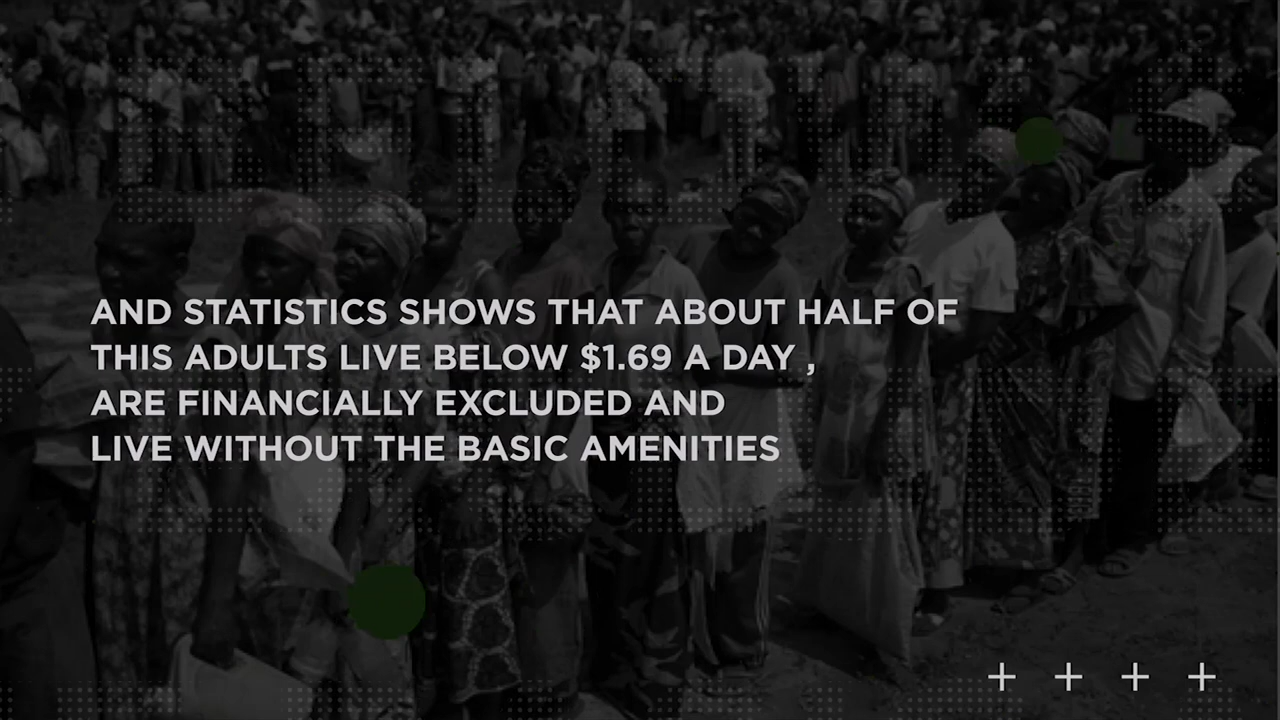 AND STATISTICS SHOWS THAT ABOUT HALF OF
THIS ADULTS LIVE BELOW $1.69 A DAY ,
ARE FINANCIALLY EXCLUDED AND
LIVE WITHOUT THE BASIC AMENITIES